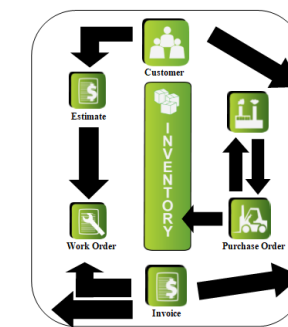 Customer
Estimate
INVENTORY
Work Order
Purchase Order
Invoice